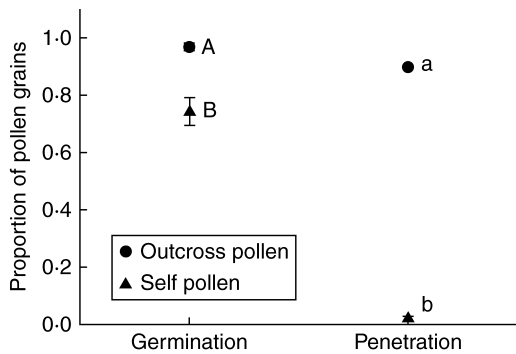 Proportion of pollen grains
1·0
0·8
0·6
0·4
0·2
0·0
A
B
a
b
Outcross pollen
Self pollen
Germination
Penetration